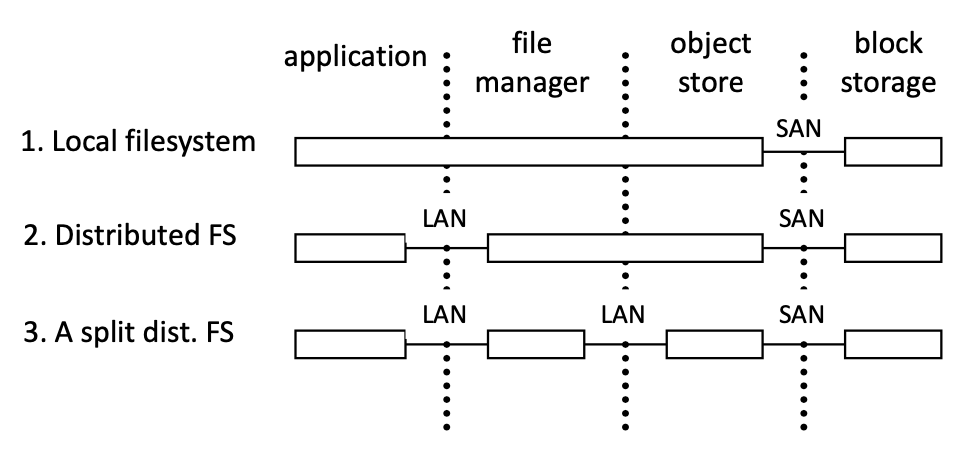 application
file
manager
object
store
block
storage
1. Local filesystem
SAN
2. Distributed FS
LAN
SAN
3. A split dist. FS
LAN
LAN
SAN